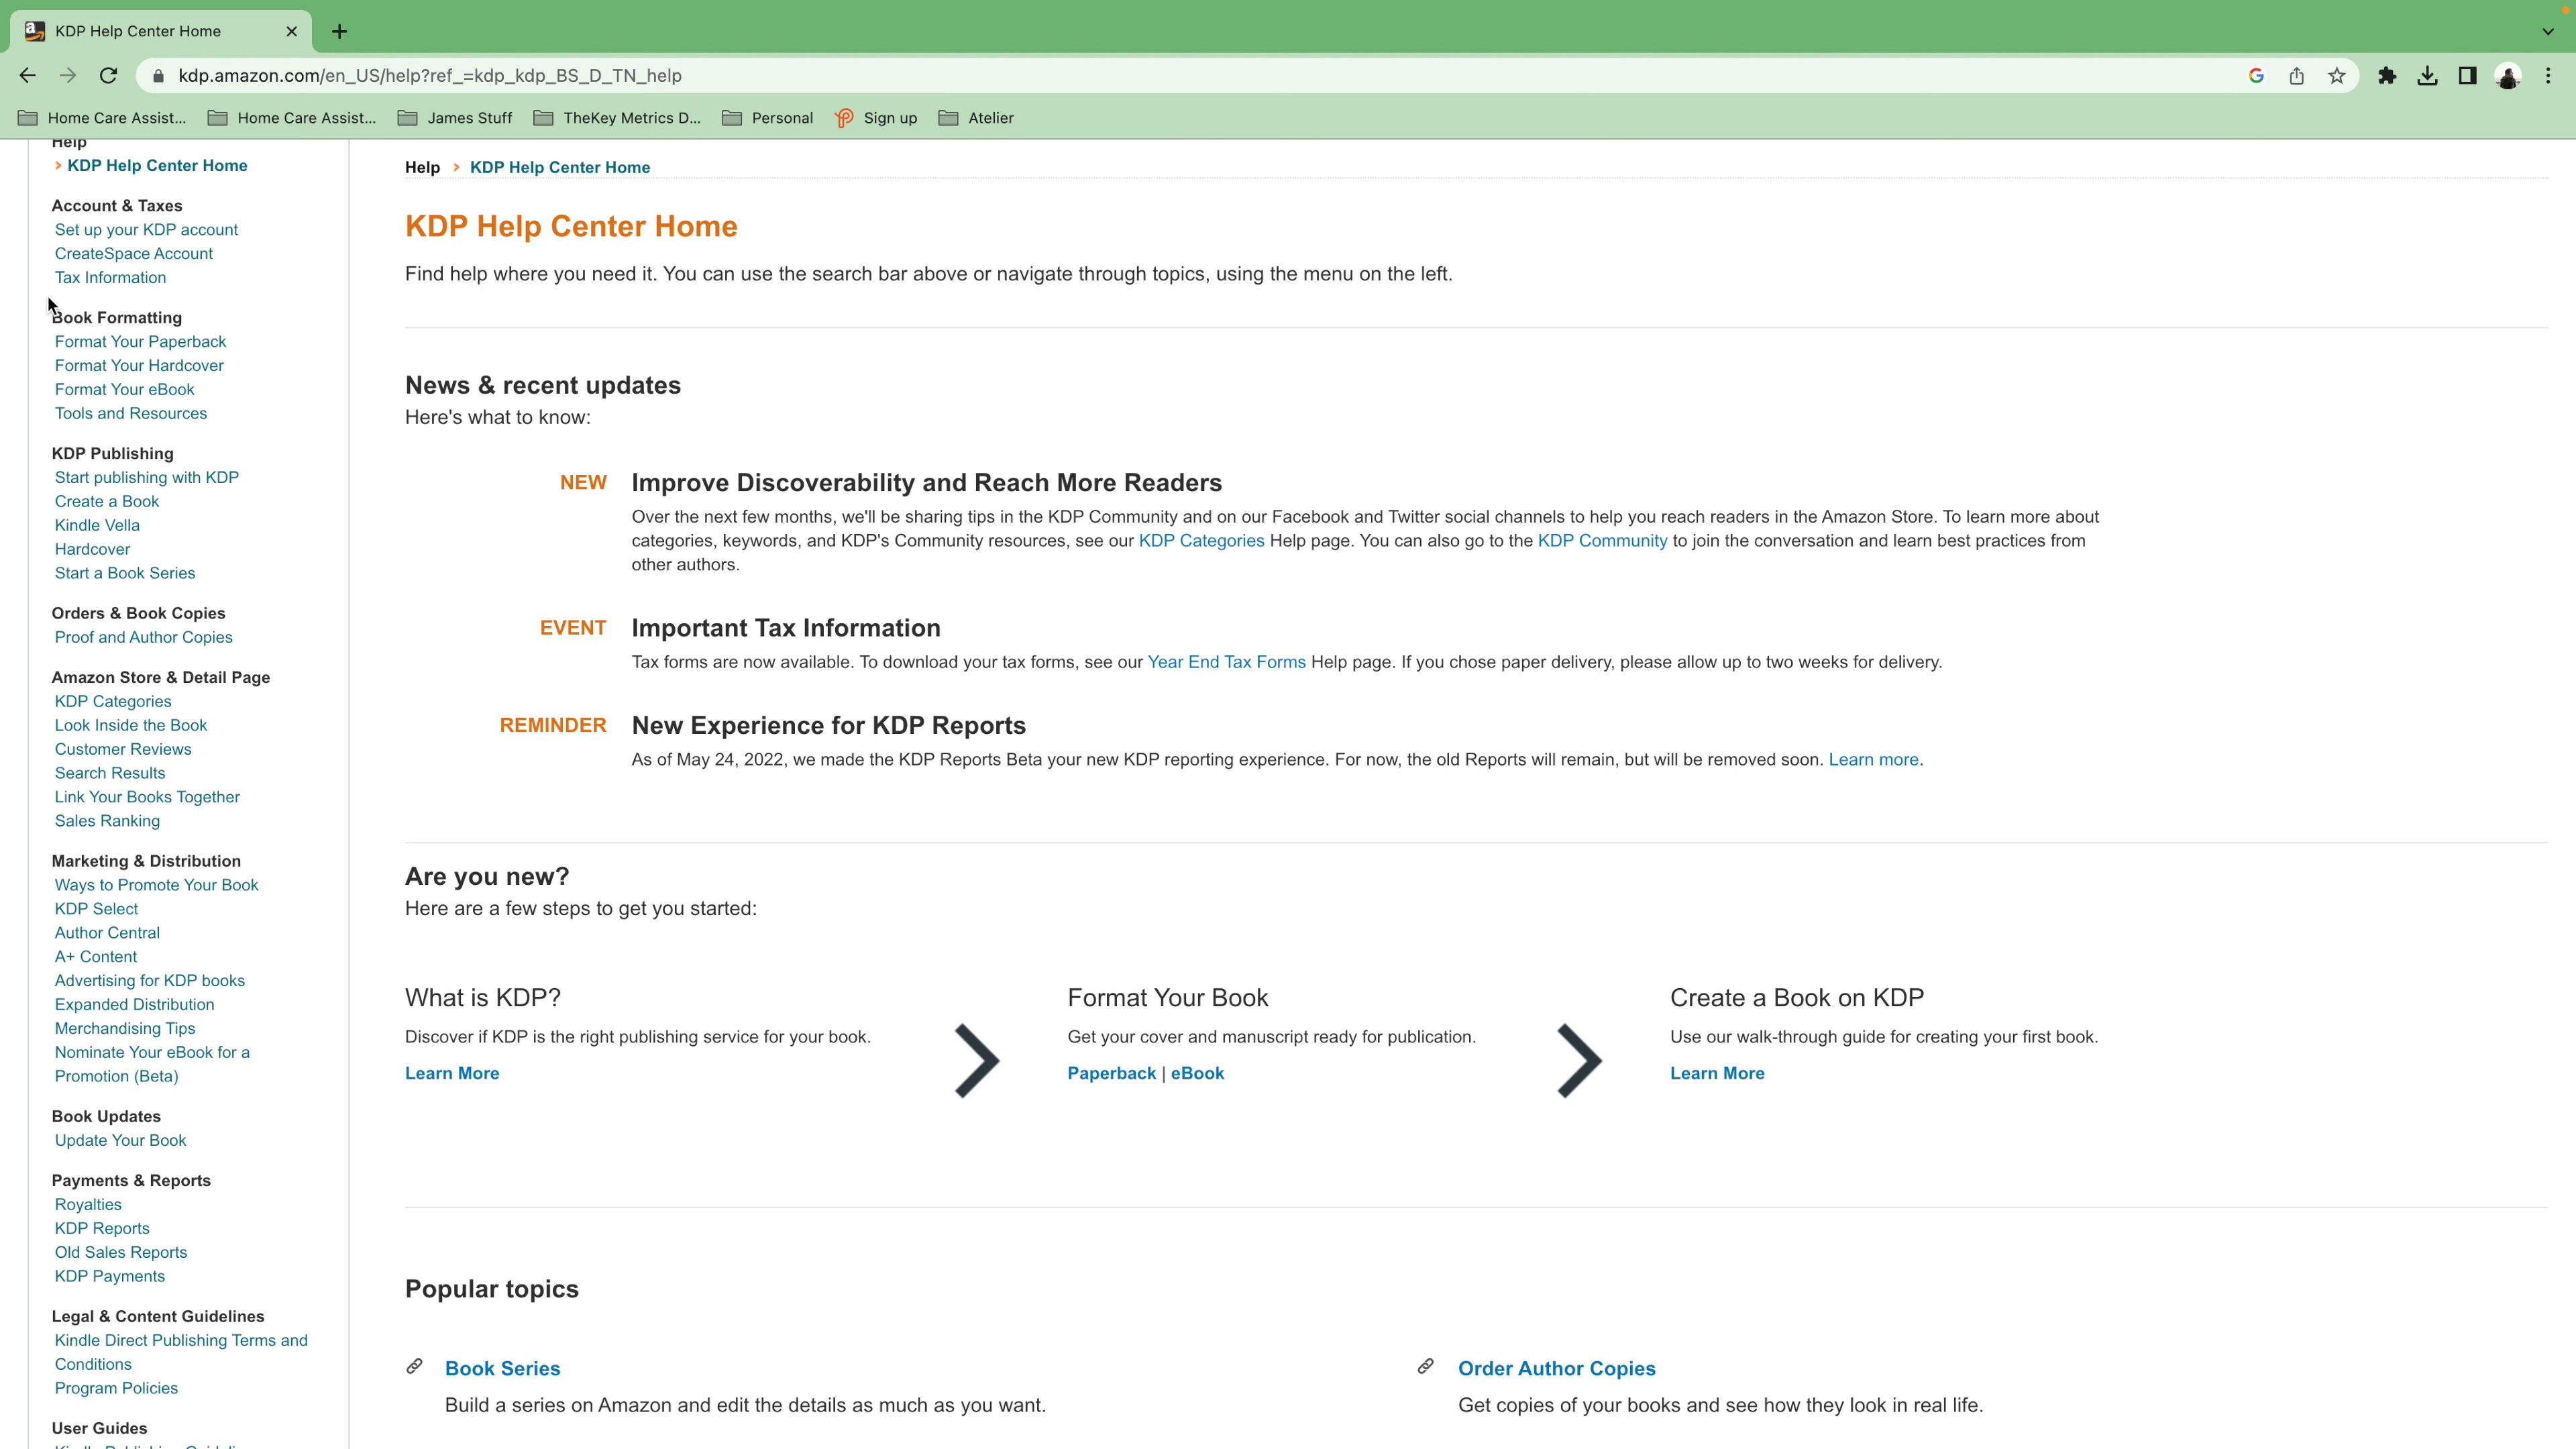 KDP Help Center Home
kdp.amazon.com/en_US/help?ref_=kdp_kdp_BS_D_TN_help
Home Care Assist...
Home Care Assist...
James Stuff
TheKey Metrics D...
Personal
Sign up
Atelier
Help
KDP Help Center Home
Account & Taxes
Set up your KDP account
CreateSpace Account
Tax Information
Book Formatting
Format Your Paperback
Format Your Hardcover
Format Your eBook
Tools and Resources
KDP Publishing
Start publishing with KDP
Create a Book
Kindle Vella
Hardcover
Start a Book Series
Orders & Book Copies
Proof and Author Copies
Amazon Store & Detail Page
KDP Categories
Look Inside the Book
Customer Reviews
Search Results
Link Your Books Together
Sales Ranking
Marketing & Distribution
Ways to Promote Your Book
KDP Select
Author Central
A+ Content
Advertising for KDP books
Expanded Distribution
Merchandising Tips
Nominate Your eBook for a
Promotion (Beta)
Book Updates
Update Your Book
Payments & Reports
Royalties
KDP Reports
Old Sales Reports
KDP Payments
Legal & Content Guidelines
Kindle Direct Publishing Terms and
Conditions
Program Policies
User Guides
Help > KDP Help Center Home
KDP Help Center Home
Find help where you need it. You can use the search bar above or navigate through topics, using the menu on the left.
News & recent updates
Here's what to know:
NEW Improve Discoverability and Reach More Readers
Over the next few months, we'll be sharing tips in the KDP Community and on our Facebook and Twitter social channels to help you reach readers in the Amazon Store. To learn more about
categories, keywords, and KDP's Community resources, see our KDP Categories Help page. You can also go to the KDP Community to join the conversation and learn best practices from
other authors.
EVENT Important Tax Information
Tax forms are now available. To download your tax forms, see our Year End Tax Forms Help page. If you chose paper delivery, please allow up to two weeks for delivery.
REMINDER New Experience for KDP Reports
As of May 24, 2022, we made the KDP Reports Beta your new KDP reporting experience. For now, the old Reports will remain, but will be removed soon. Learn more.
Are you new?
Here are a few steps to get you started:
What is KDP?
Discover if KDP is the right publishing service for your book.
Learn More
Format Your Book
Get your cover and manuscript ready for publication.
Paperback | eBook
Create a Book on KDP
Use our walk-through guide for creating your first book.
Learn More
Popular topics
Book Series
Build a series on Amazon and edit the details as much as you want.
Order Author Copies
Get copies of your books and see how they look in real life.